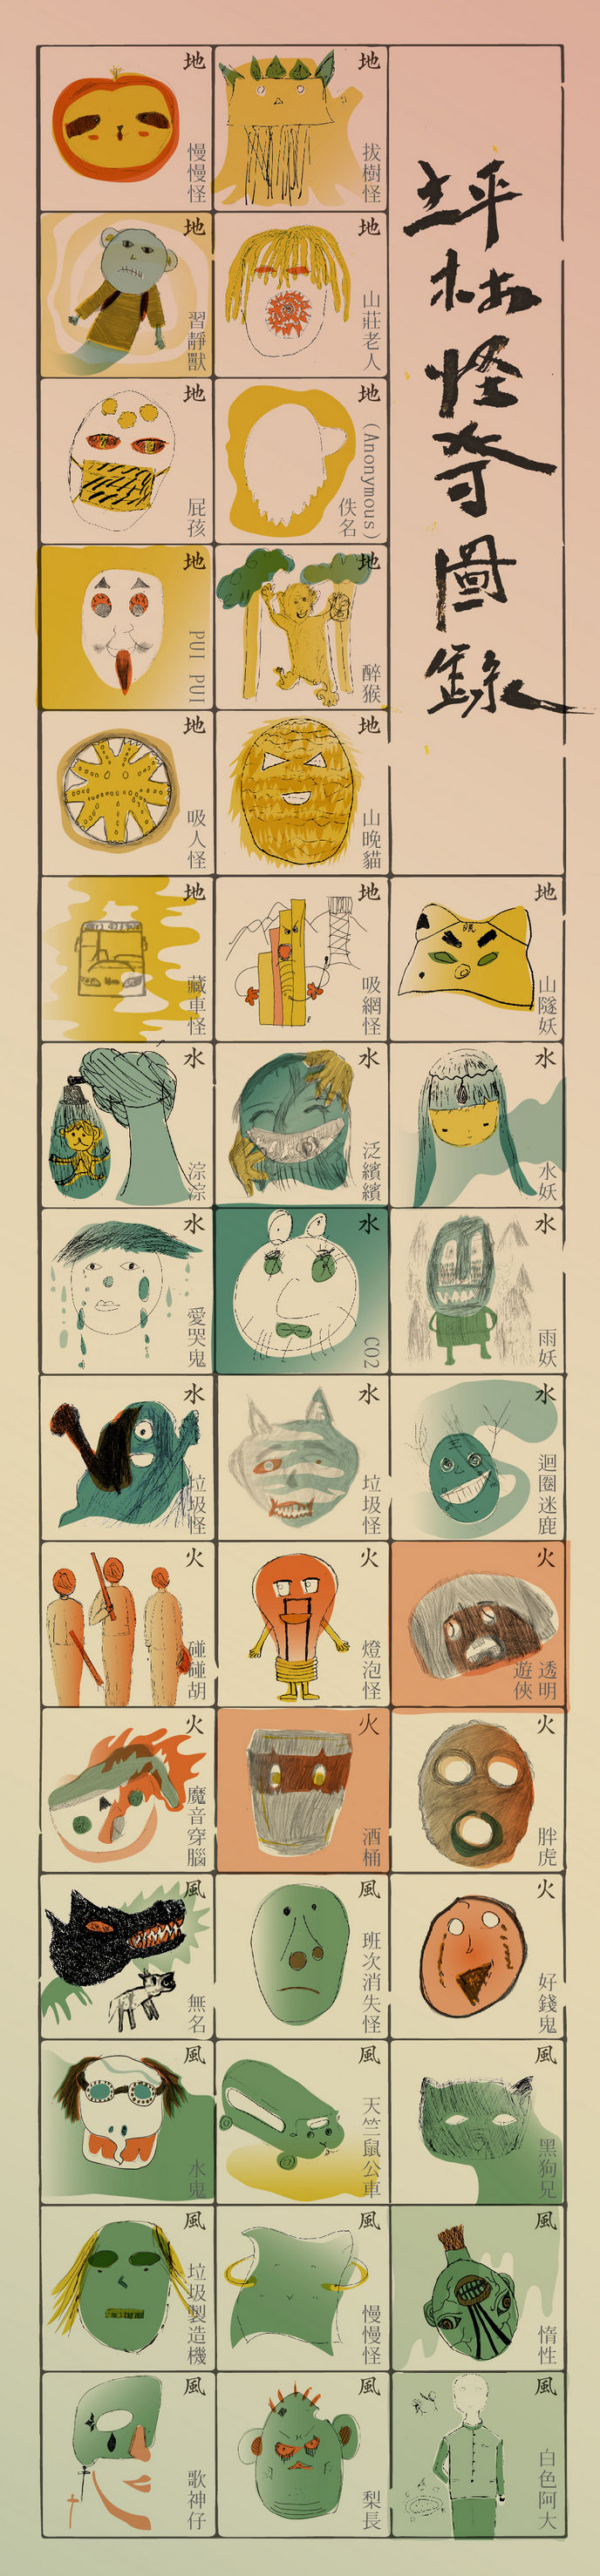 坪林怪奇圖錄
地
拔樹怪
地
慢慢怪
地
山莊老人
地
習靜獸
地
(Anonymous)
佚名
地
屁孩
地
醉猴
地
PUI PUI
地
山晚貓
地
吸人怪
地
山隧妖
地
吸網怪
地
藏車怪
水
水妖
水
泛繽繽
水
淙淙
水
雨妖
水
CO2
水
愛哭鬼
水
迴圈迷鹿
水
垃圾怪
水
垃圾怪
火
透明
遊俠
火
燈泡怪
火
碰碰胡
火
胖虎
火
酒桶
火
魔音穿腦
火
好錢鬼
風
班次消失怪
風
無名
風
黑狗兄
風
天竺鼠公車
風
水鬼
風
惰性
風
慢慢怪
風
垃圾製造機
風
白色阿大
風
梨長
風
歌神仔